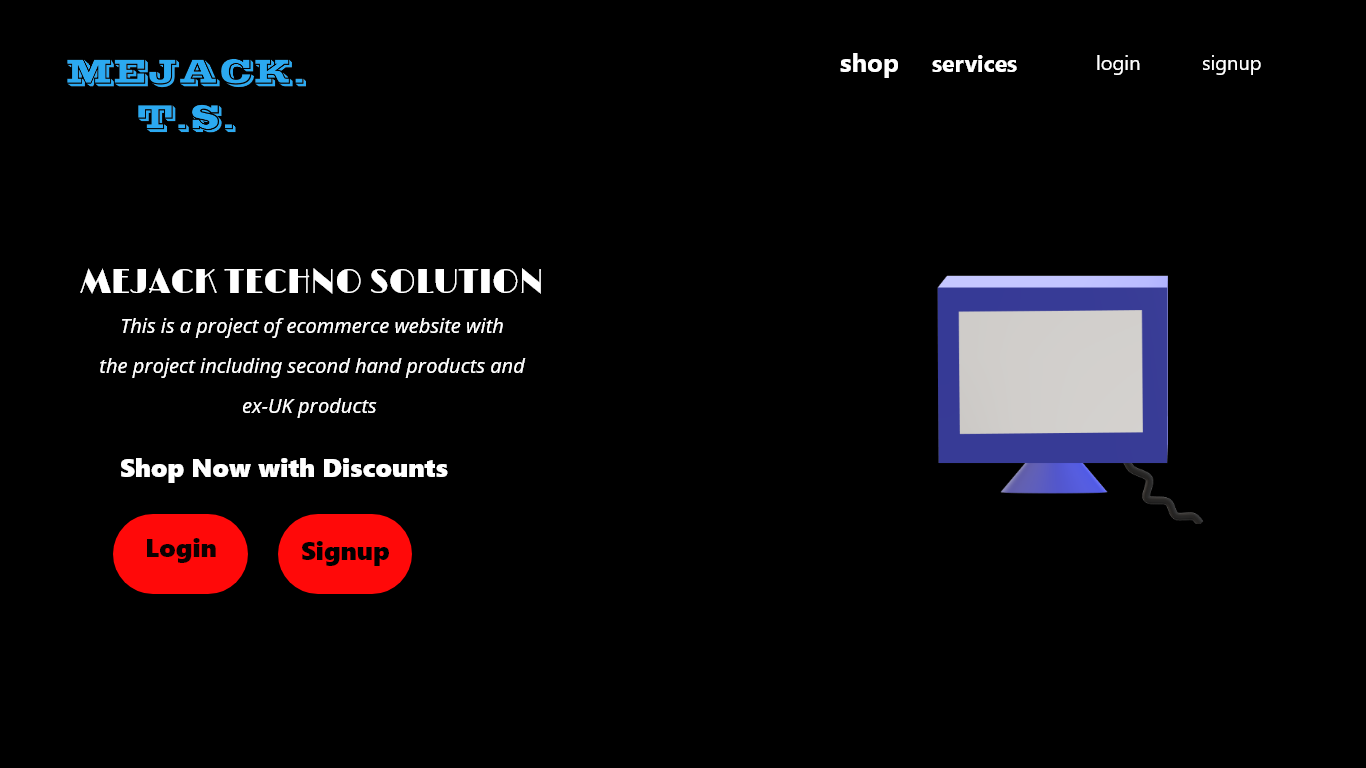 MEJACK.
T.S.
shop
services
login
signup
MEJACK TECHNO SOLUTION
This is a project of ecommerce website with
the project including second hand products and
ex-UK products
Shop Now with Discounts
Login
Signup